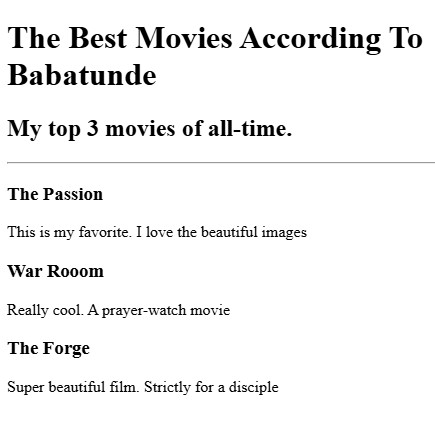 The Best Movies According To
Babatunde
My top 3 movies of all-time.
The Passion
This is my favorite. I love the beautiful images
War Rooom
Really cool. A prayer-watch movie
The Forge
Super beautiful film. Strictly for a disciple